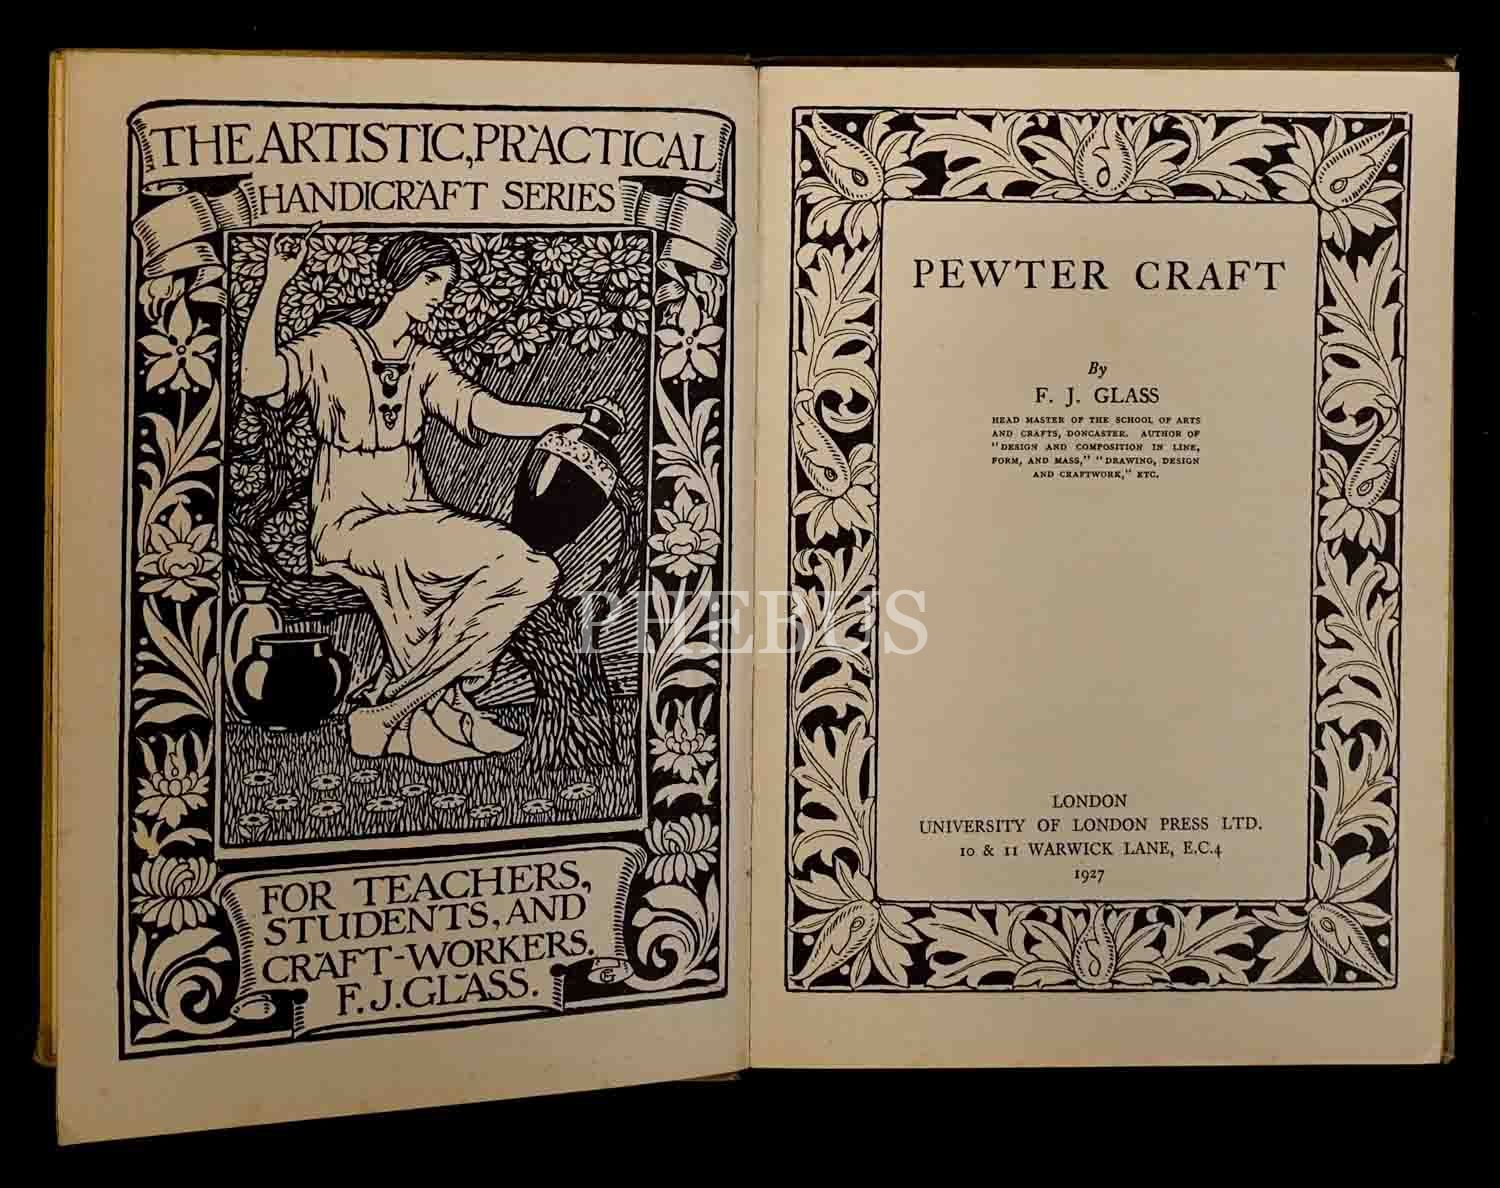 THE ARTISTIC, PRACTICAL
HANDICRAFT SERIES
FOR TEACHERS,
STUDENTS, AND
CRAFT-WORKERS.
F. J. GLASS.
PEWTER CRAFT
By
F. J. GLASS
HEAD MASTER OF THE SCHOOL OF ARTS
AND CRAFTS, DONCASTER. AUTHOR OF
"DESIGN AND COMPOSITION IN LINE,
FORM, AND MASS," "DRAWING, DESIGN
AND CRAFTWORK," ETC.
LONDON
UNIVERSITY OF LONDON PRESS LTD.
10 & 11 WARWICK LANE, E.C.4
1927
PHEBUS